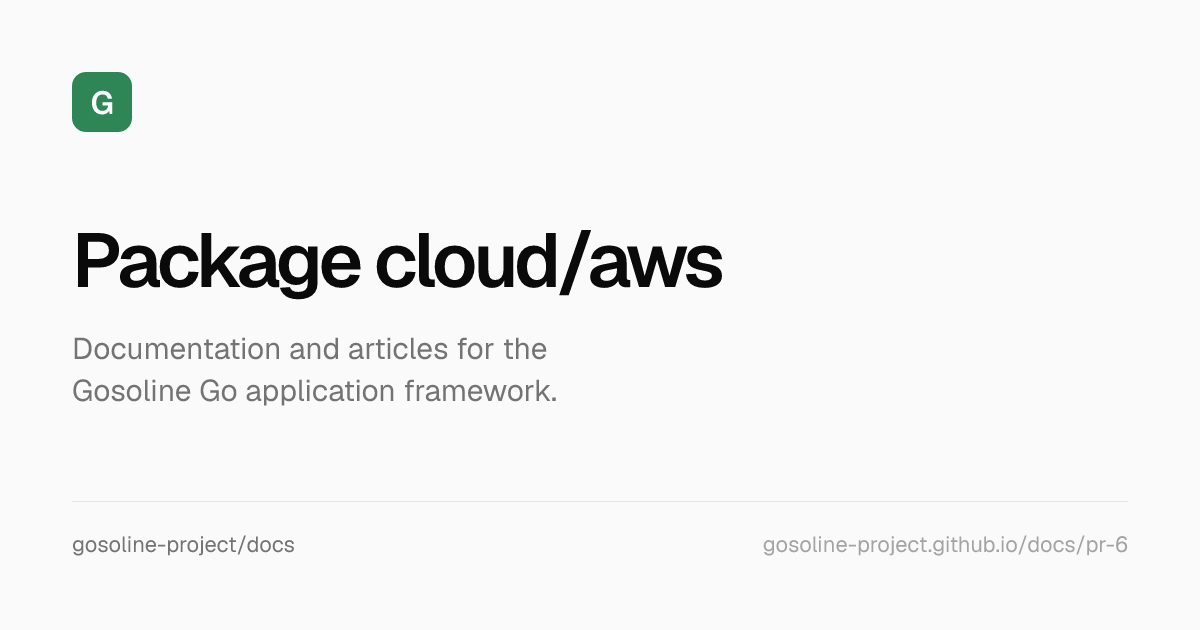 G
Package cloud/aws
Documentation and articles for the
Gosoline Go application framework.
gosoline-project/docs
gosoline-project.github.io/docs/pr-6